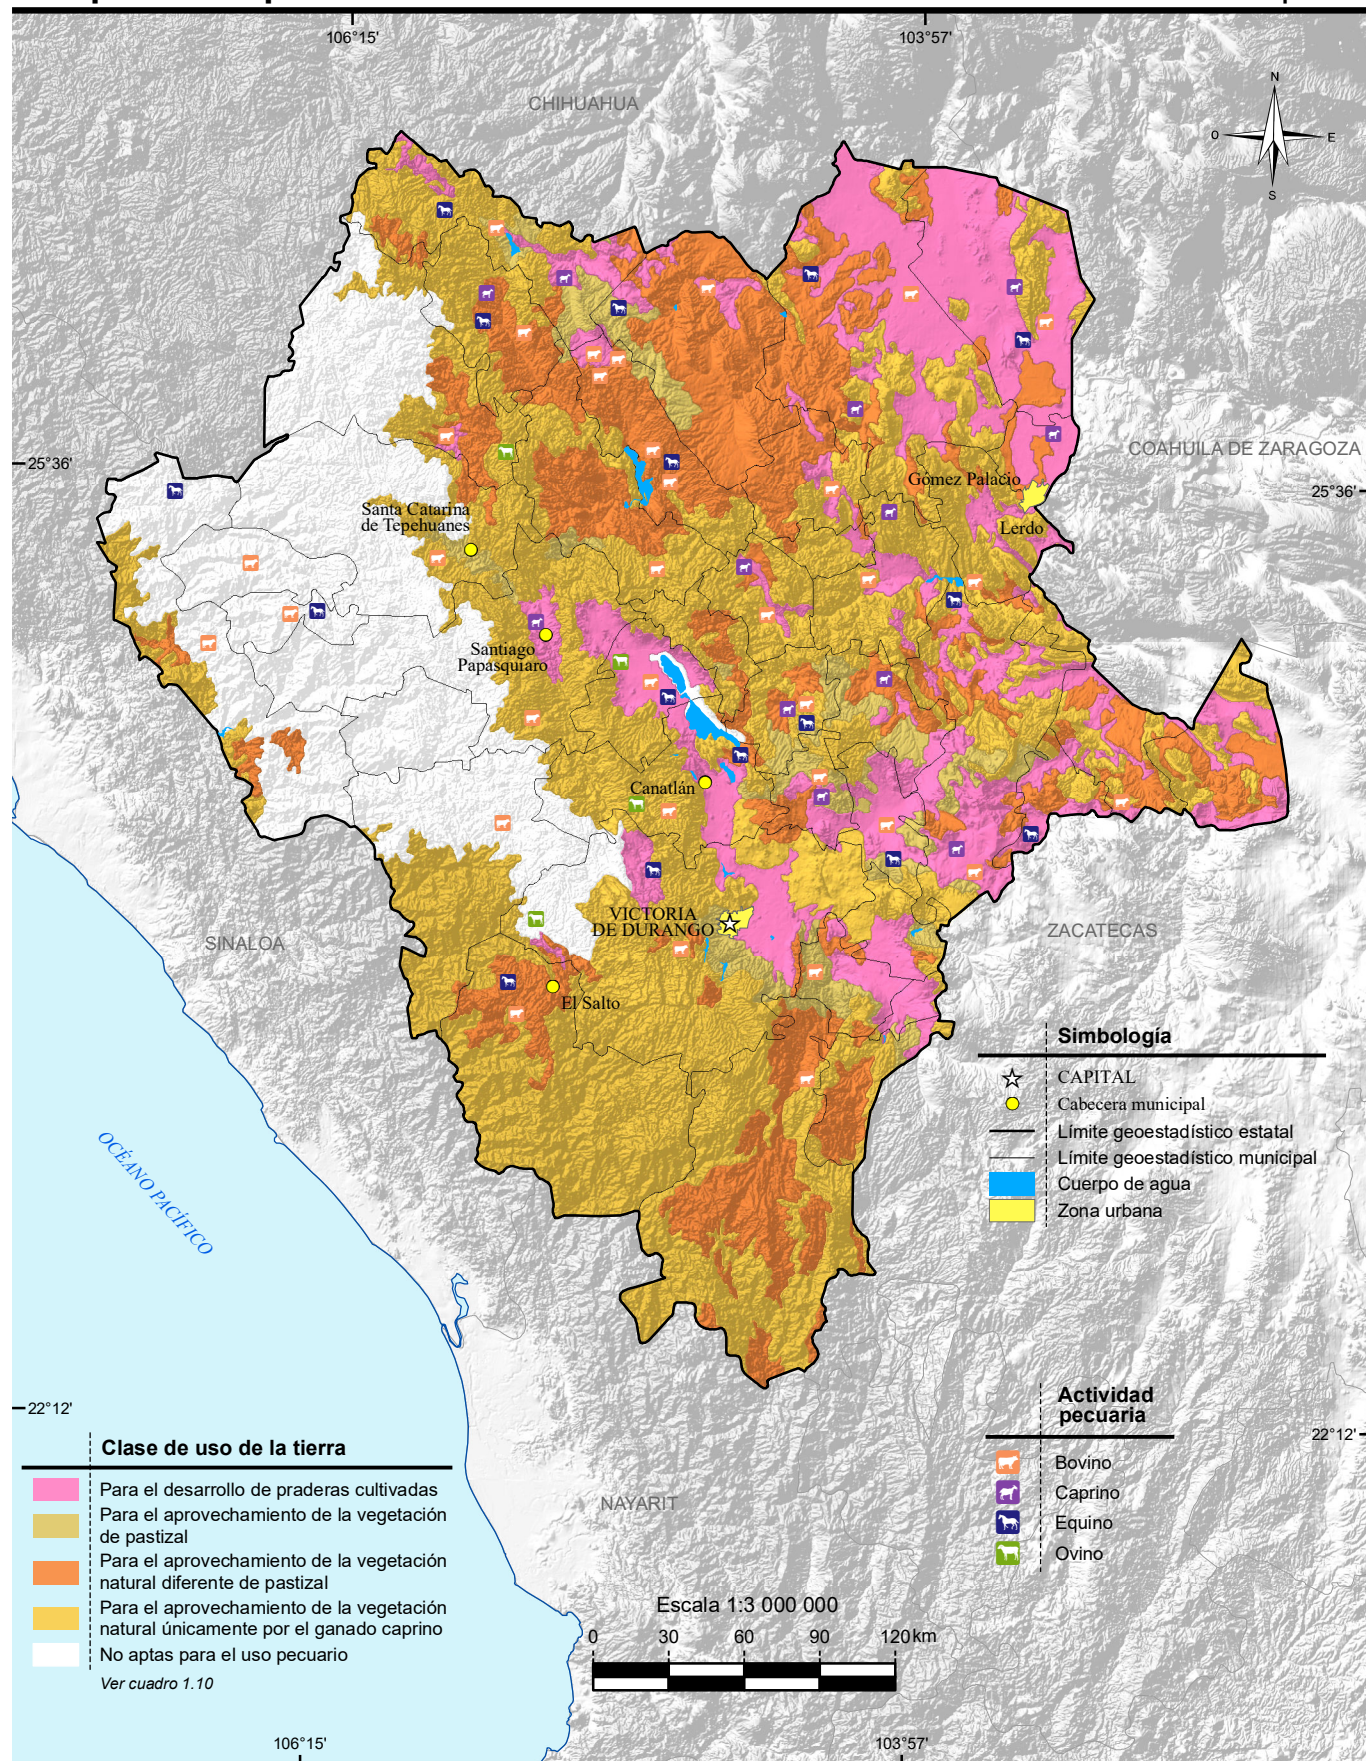 106°15'
103°57'
N
O
E
S
CHIHUAHUA
25°36'
COAHUILA DE ZARAGOZA
25°36'
Gómez Palacio
Lerdo
Santa Catarina
de Tepehuanes
Santiago
Papasquiaro
Canatlán
VICTORIA
DE DURANGO
SINALOA
ZACATECAS
El Salto
OCÉANO PACÍFICO
Simbología
CAPITAL
Cabecera municipal
Límite geoestadístico estatal
Límite geoestadístico municipal
Cuerpo de agua
Zona urbana
Actividad
pecuaria
Bovino
Caprino
Equino
Ovino
22°12'
22°12'
NAYARIT
Clase de uso de la tierra
Para el desarrollo de praderas cultivadas
Para el aprovechamiento de la vegetación
de pastizal
Para el aprovechamiento de la vegetación
natural diferente de pastizal
Para el aprovechamiento de la vegetación
natural únicamente por el ganado caprino
No aptas para el uso pecuario
Ver cuadro 1.10
Escala 1:3 000 000
0 30 60 90 120 km
106°15'
103°57'